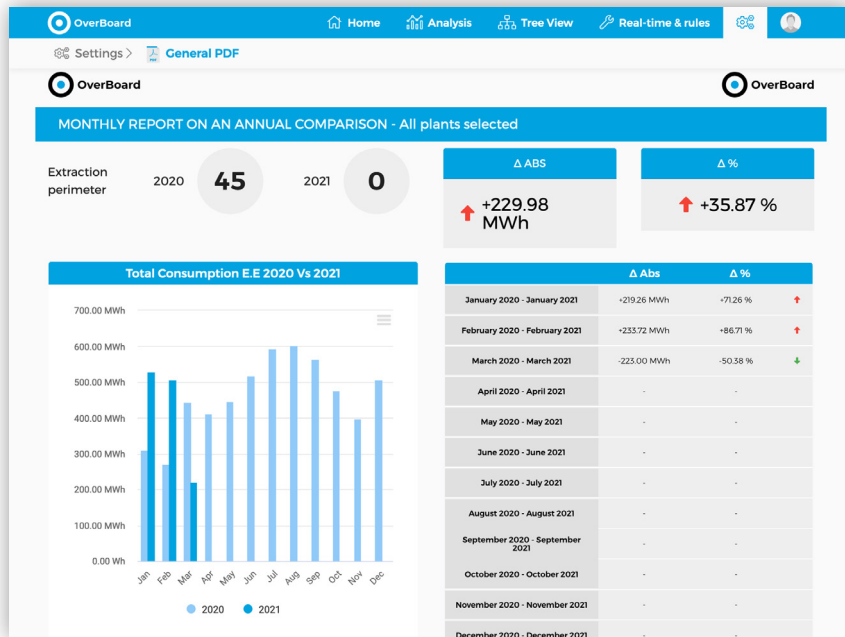 OverBoard
Home
Analysis
Tree View
Real-time & rules
Settings >
PDF
General PDF
OverBoard
OverBoard
MONTHLY REPORT ON AN ANNUAL COMPARISON - All plants selected
Extraction
perimeter
2020
45
2021
0
Δ ABS
+229.98
MWh
Δ %
+35.87 %
Total Consumption E.E 2020 Vs 2021
700.00 MWh
600.00 MWh
500.00 MWh
400.00 MWh
300.00 MWh
200.00 MWh
100.00 MWh
0.00 Wh
Jan Feb Mar Apr May Jun Jul Aug Sep Oct Nov Dec
2020 2021
Δ Abs Δ %
January 2020 - January 2021 +219.26 MWh +71.26 %
February 2020 - February 2021 +233.72 MWh +86.71 %
March 2020 - March 2021 -223.00 MWh -50.38 %
April 2020 - April 2021 - -
May 2020 - May 2021 - -
June 2020 - June 2021 - -
July 2020 - July 2021 - -
August 2020 - August 2021 - -
September 2020 - September
2021 - -
October 2020 - October 2021 - -
November 2020 - November 2021 - -
December 2020 - December 2021 - -